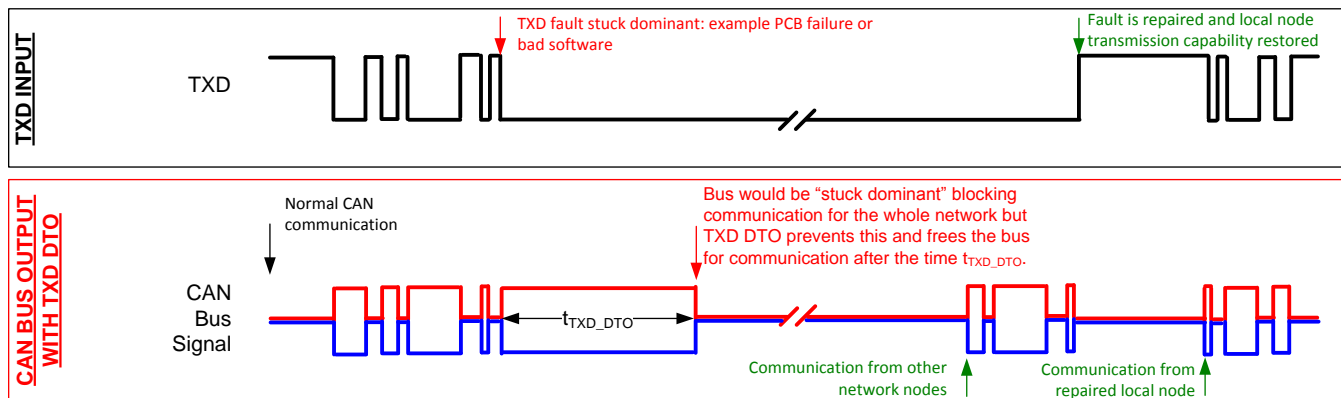 TXD INPUT
TXD
TXD fault stuck dominant: example PCB failure or
bad software
Fault is repaired and local node
transmission capability restored
CAN BUS OUTPUT
WITH TXD DTO
Normal CAN
communication
Bus would be “stuck dominant” blocking
communication for the whole network but
TXD DTO prevents this and frees the bus
for communication after the time tTXD_DTO.
CAN
Bus
Signal
tTXD_DTO
Communication from other
network nodes
Communication from
repaired local node